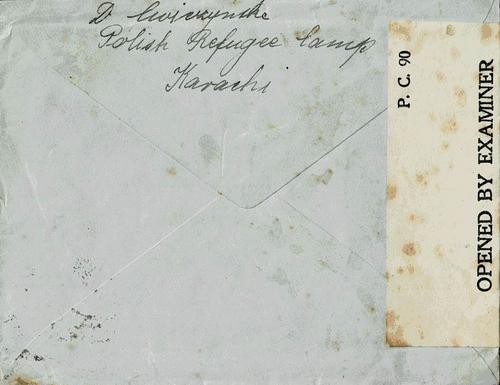 D
Polish Refugee Camp
Karachi
P. C. 90
OPENED BY EXAMINER